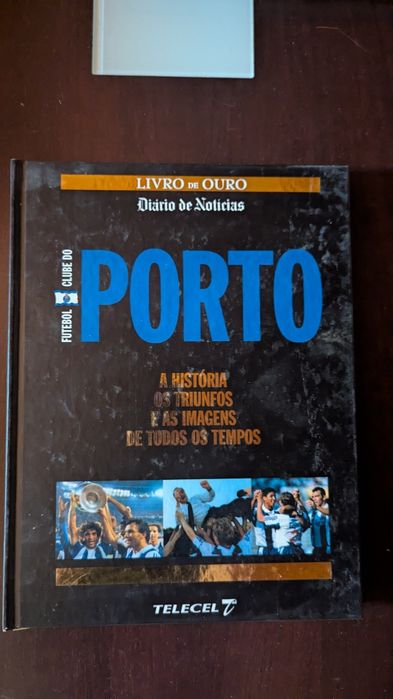 LIVRO DE OURO
Diário de Notícias
FUTEBOL CLUBE DO
PORTO
A HISTÓRIA
OS TRIUNFOS
E AS IMAGENS
DE TODOS OS TEMPOS
TELECEL